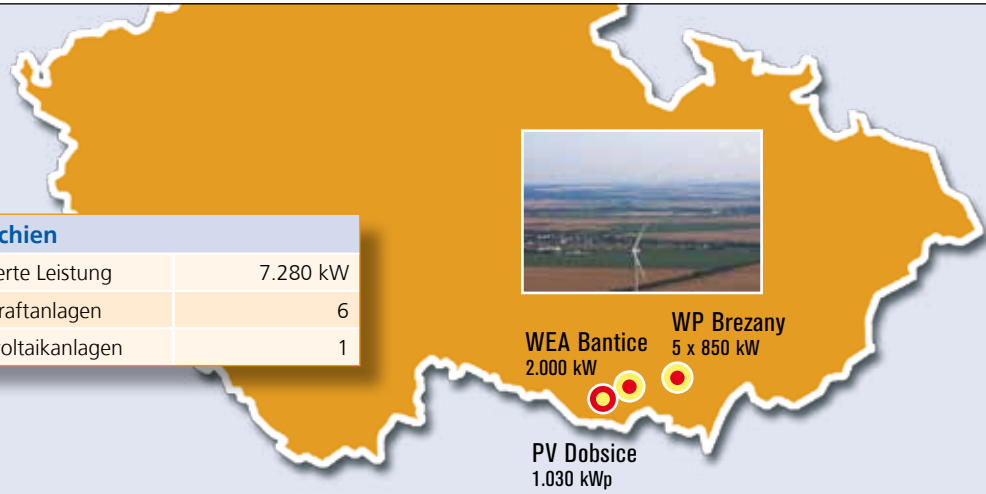 chien
erte Leistung 7.280 kW
raftanlagen 6
voltaikanlagen 1
WEA Bantice
2.000 kW
WP Brezany
5 x 850 kW
PV Dobsice
1.030 kWp